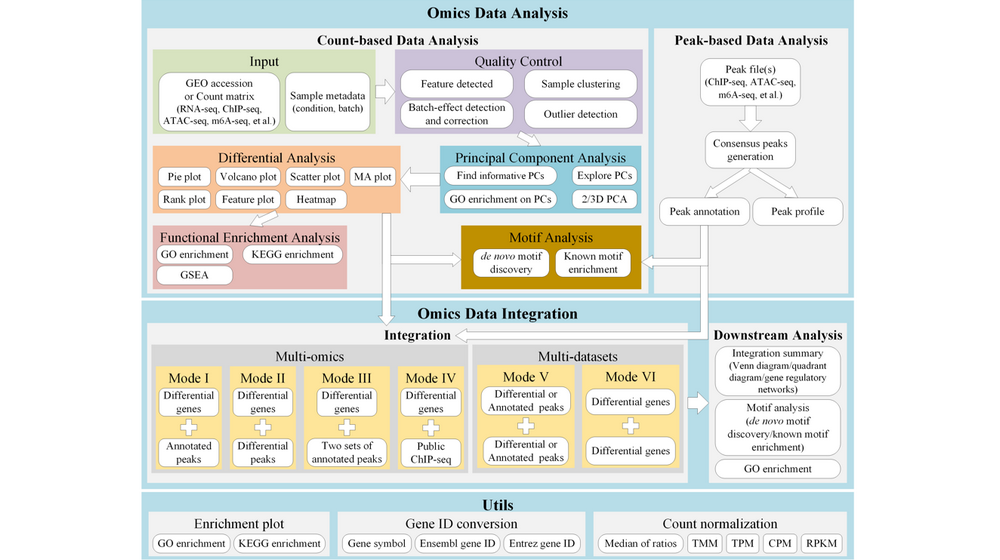 Omics Data Analysis
Count-based Data Analysis
Input
GEO accession
or Count matrix
(RNA-seq, ChIP-seq,
ATAC-seq, m6A-seq, et al.)
Sample metadata
(condition, batch)
Quality Control
Feature detected
Sample clustering
Batch-effect detection
and correction
Outlier detection
Differential Analysis
Pie plot
Volcano plot
Scatter plot
MA plot
Rank plot
Feature plot
Heatmap
Principal Component Analysis
Find informative PCs
Explore PCs
GO enrichment on PCs
2/3D PCA
Functional Enrichment Analysis
GO enrichment
KEGG enrichment
GSEA
Motif Analysis
de novo motif
discovery
Known motif
enrichment
Peak-based Data Analysis
Peak file(s)
(ChIP-seq, ATAC-seq,
m6A-seq, et al.)
Consensus peaks
generation
Peak annotation
Peak profile
Omics Data Integration
Integration
Multi-omics
Mode I
Differential
genes
Annotated
peaks
Mode II
Differential
genes
Differential
peaks
Mode III
Differential
genes
Two sets of
annotated peaks
Mode IV
Differential
genes
Public
ChIP-seq
Multi-datasets
Mode V
Differential or
Annotated peaks
Differential or
Annotated peaks
Mode VI
Differential genes
Differential genes
Downstream Analysis
Integration summary
(Venn diagram/quadrant
diagram/gene regulatory
networks)
Motif analysis
(de novo motif
discovery/known motif
enrichment)
GO enrichment
Utils
Enrichment plot
GO enrichment
KEGG enrichment
Gene ID conversion
Gene symbol
Ensembl gene ID
Entrez gene ID
Count normalization
Median of ratios
TMM
TPM
CPM
RPKM